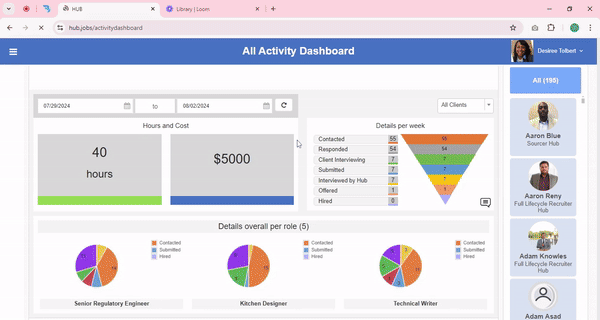 HUB
Library | Loom
hub.jobs/activitydashboard
All Activity Dashboard
Desiree Tolbert
07/29/2024 to 08/02/2024
All Clients
Hours and Cost
40
hours
$5000
Details per week
Contacted 55 55
Responded 54 54
Client Interviewing 7 7
Submitted 7 7
Interviewed by Hub 7 7
Offered 1
Hired 0
Details overall per role (5)
Contacted
Submitted
Hired
Contacted
Submitted
Hired
Contacted
Submitted
Hired
Senior Regulatory Engineer
Kitchen Designer
Technical Writer
All (195)
Aaron Blue
Sourcer Hub
Aaron Reny
Full Lifecycle Recruiter
Hub
Adam Knowles
Full Lifecycle Recruiter
Hub
Adam Asad